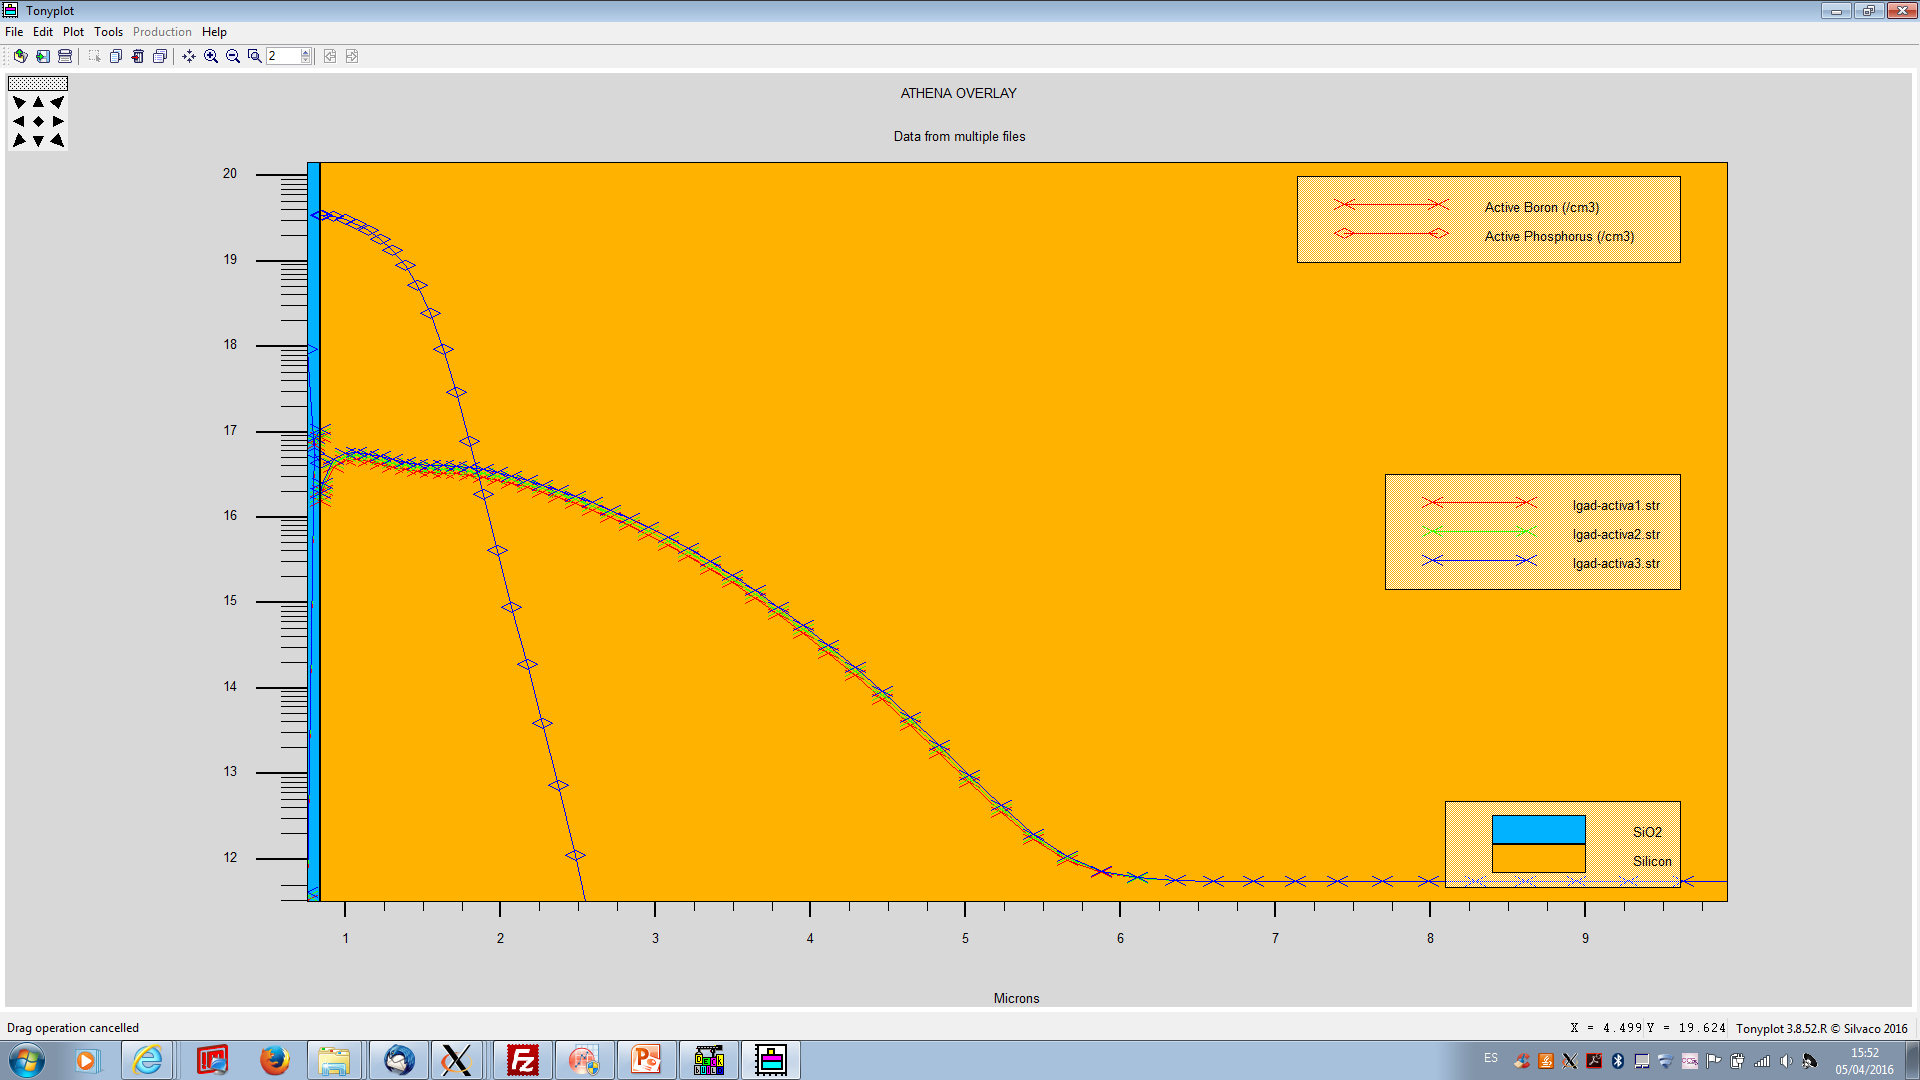 Tonyplot
File Edit Plot Tools Production Help
2
ATHENA OVERLAY
Data from multiple files
20
19
18
17
16
15
14
13
12
Active Boron (/cm3)
Active Phosphorus (/cm3)
lgad-activa1.str
lgad-activa2.str
lgad-activa3.str
SiO2
Silicon
1 2 3 4 5 6 7 8 9
Microns
Drag operation cancelled
X = 4.499 Y = 19.624 Tonyplot 3.8.52.R © Silvaco 2016
ES
15:52
05/04/2016